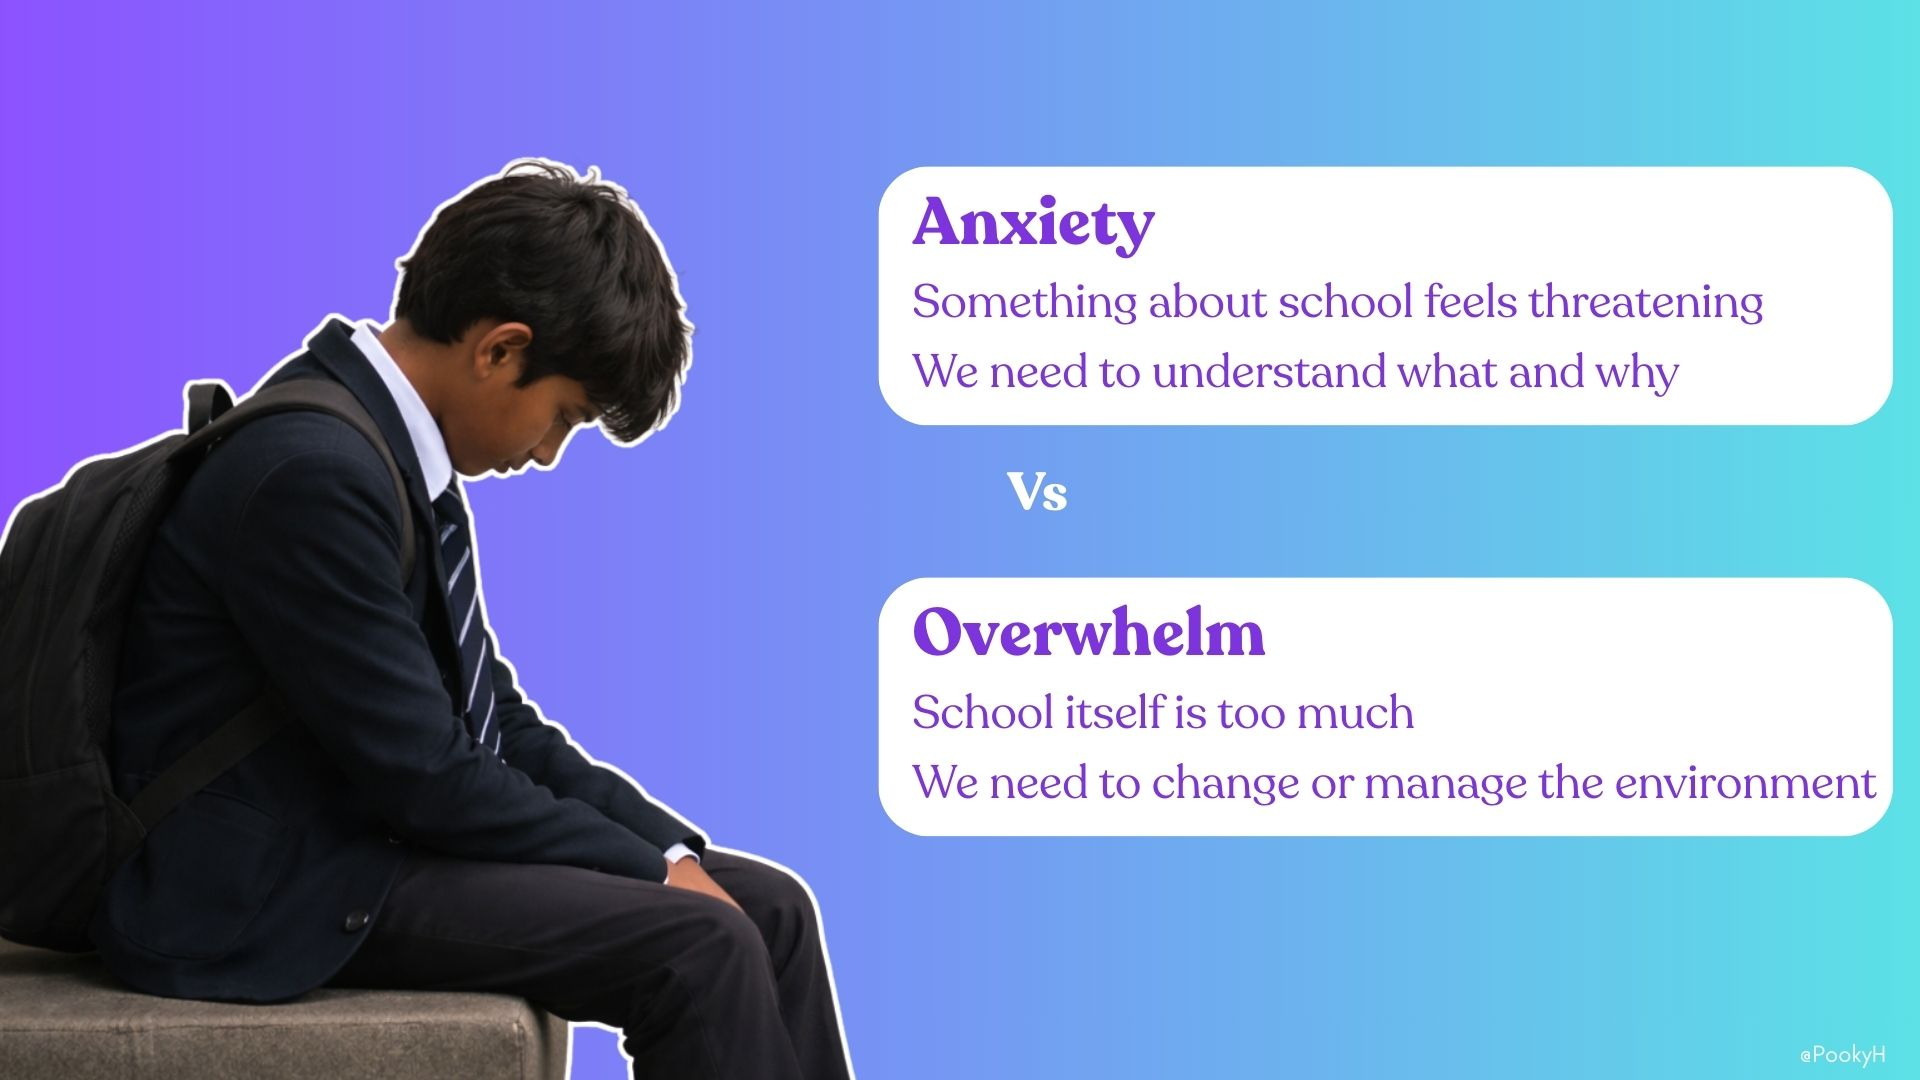 Anxiety
Something about school feels threatening
We need to understand what and why
Vs
Overwhelm
School itself is too much
We need to change or manage the environment
@PookyH